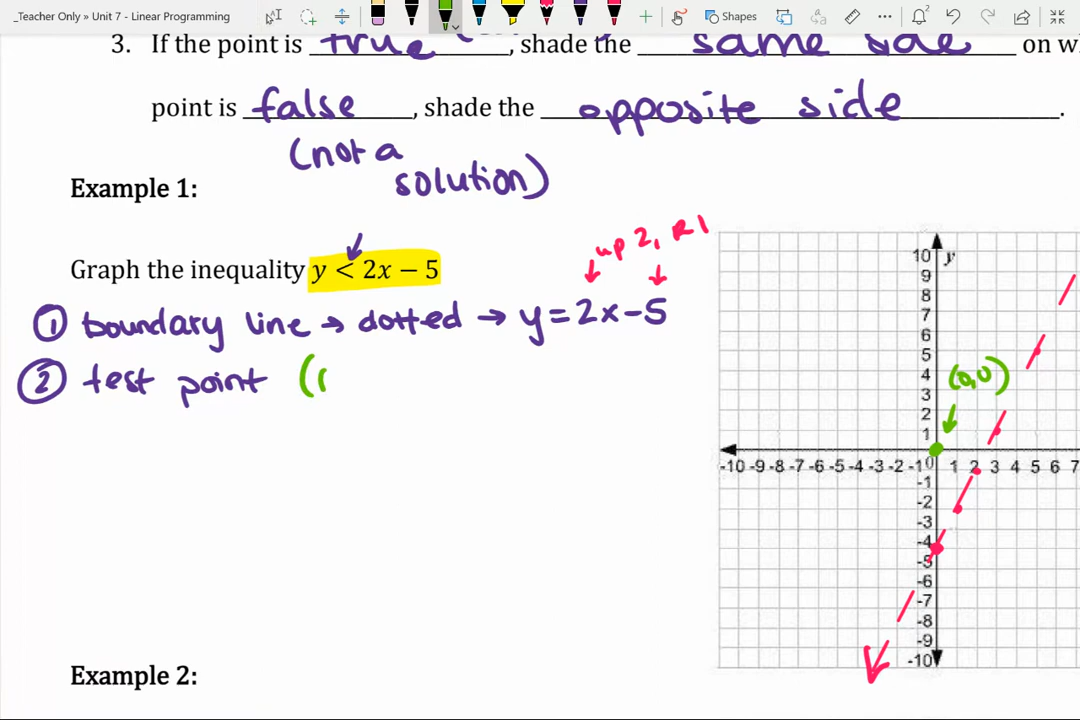 _Teacher Only » Unit 7 - Linear Programming
Shapes
3. If the point is true, shade the same side on w
point is false, shade the opposite side.
(not a
solution)
Example 1:
up 2, R1
Graph the inequality y < 2x − 5
① boundary line → dotted → y = 2x - 5
② test point (
(0,0)
y
10
9
8
7
6
5
4
3
2
1
-10 -9 -8 -7 -6 -5 -4 -3 -2 -1 0 1 2 3 4 5 6 7
-1
-2
-3
-4
-5
-6
-7
-8
-9
-10
Example 2: